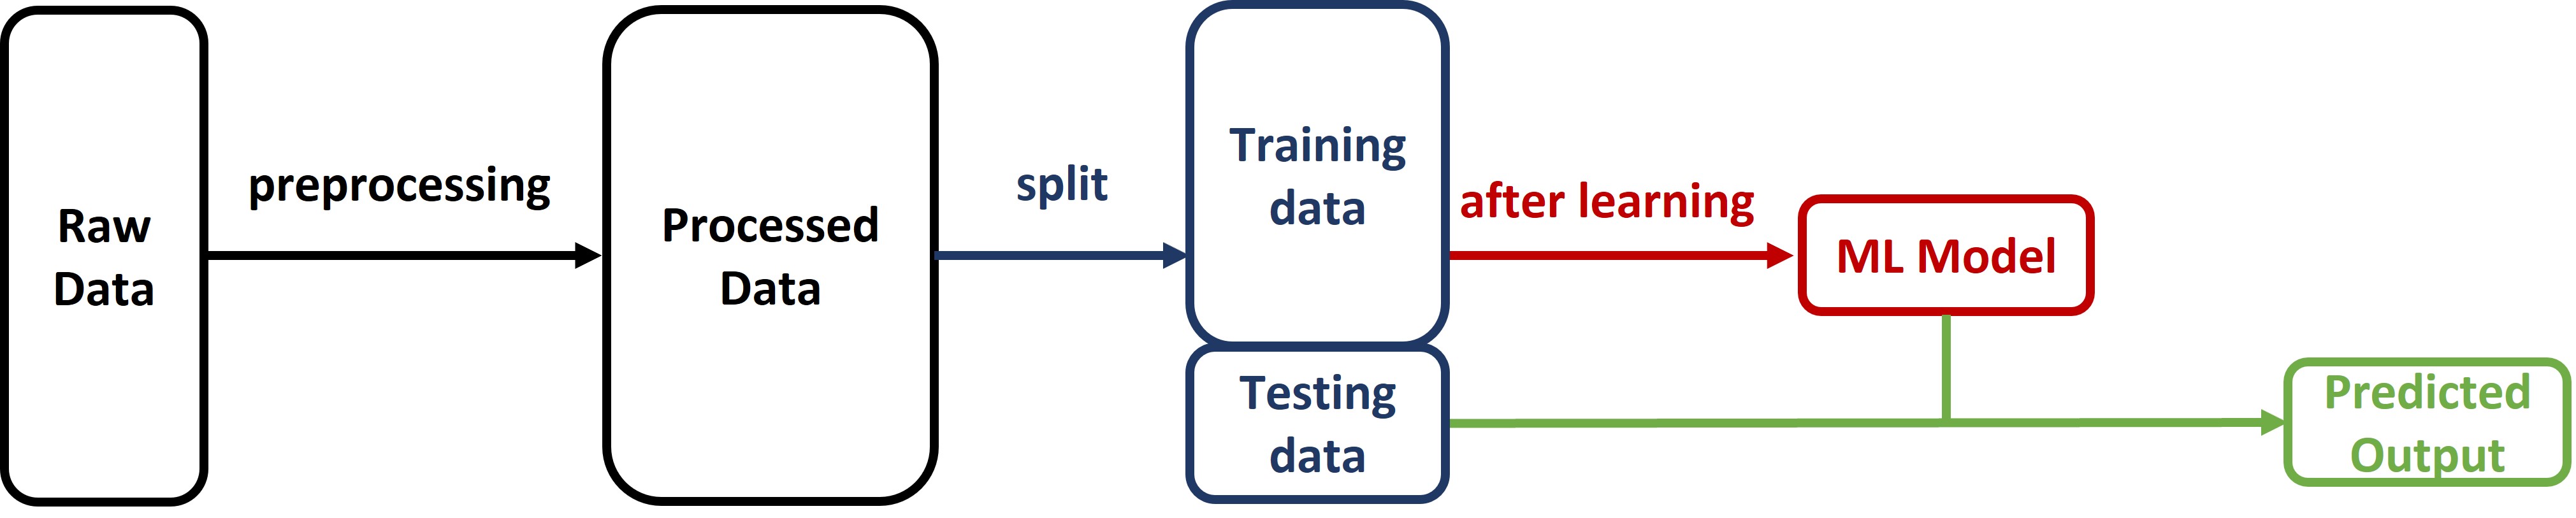 Raw
Data
preprocessing
Processed
Data
split
Training
data
Testing
data
after learning
ML Model
Predicted
Output